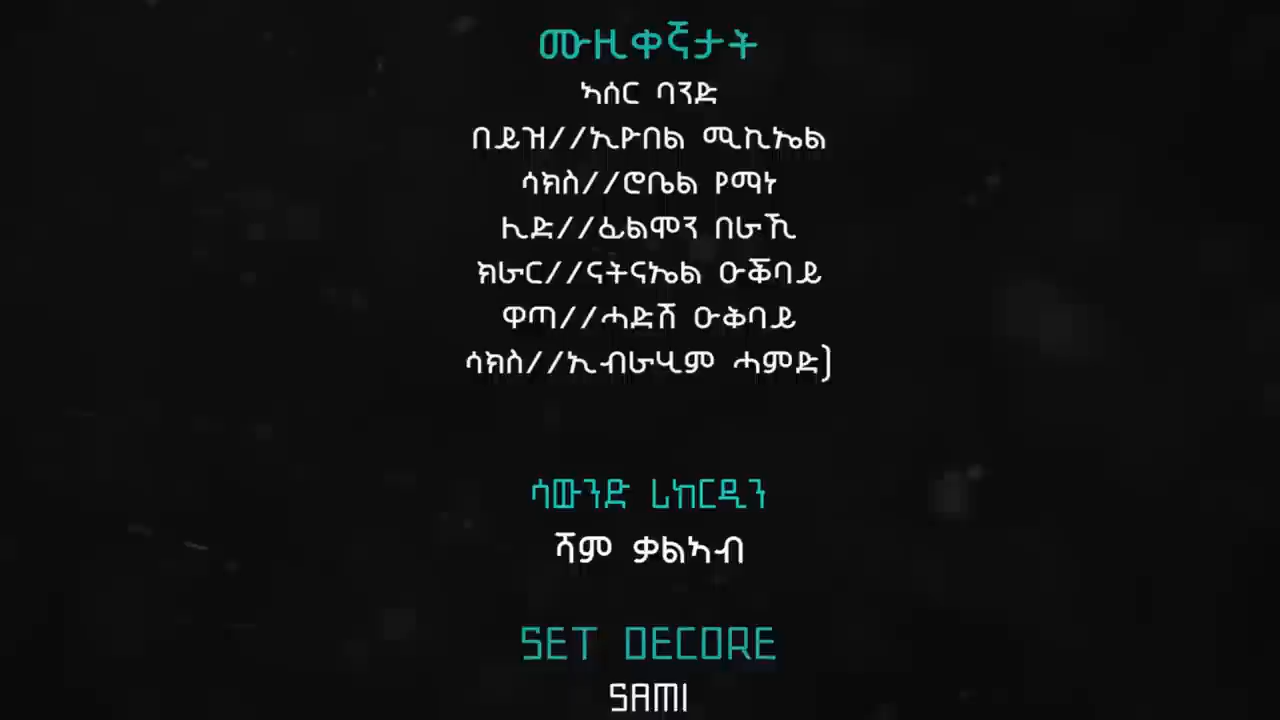 ሙዚቀኛታት
ኣሰር ባንድ
በይዝ//ኢዮበል ሚኪኤል
ሳክስ//ሮቤል የማነ
ሊድ//ፊልሞን በራኺ
ክራር//ናትናኤል ዑቕባይ
ዋጣ//ሓድሽ ዑቅባይ
ሳክስ//ኢብራሂም ሓምድ)
ሳውንድ ሪከርዲን
ሻም ቃልኣብ
SET DECORE
SAMI